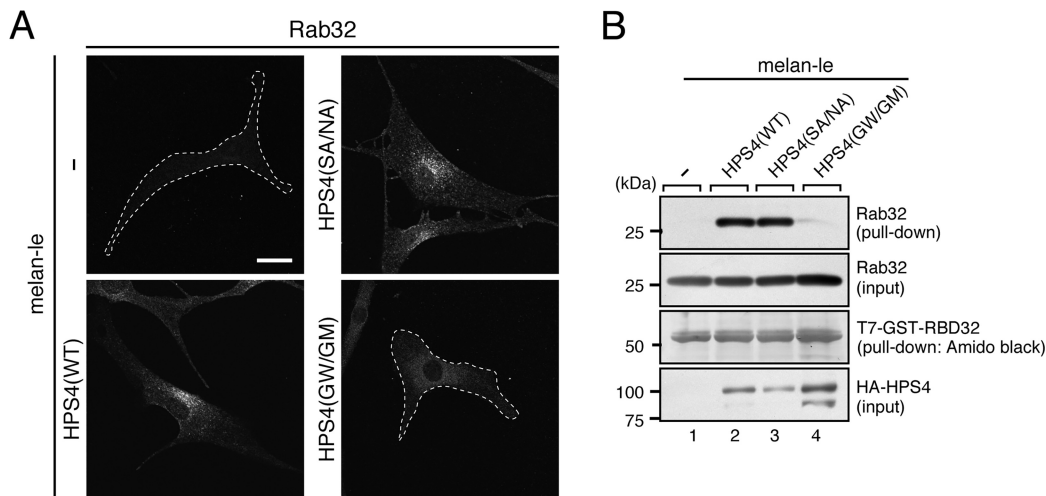 A
Rab32
melan-le
–
HPS4(SA/NA)
HPS4(WT)
HPS4(GW/GM)
B
melan-le
-
HPS4(WT)
HPS4(SA/NA)
HPS4(GW/GM)
(kDa)
25
Rab32
(pull-down)
25
Rab32
(input)
50
T7-GST-RBD32
(pull-down: Amido black)
100
75
HA-HPS4
(input)
1 2 3 4